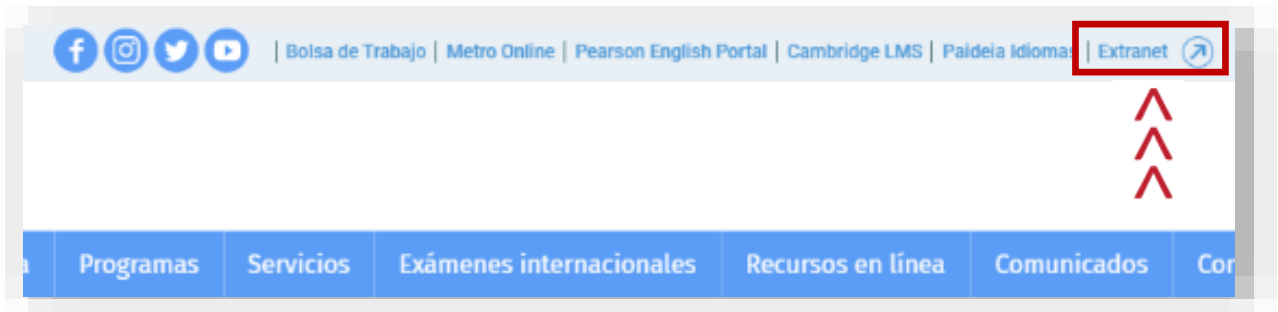 | Bolsa de Trabajo | Metro Online | Pearson English Portal | Cambridge LMS | Paideia Idiomas | Extranet
a Programas Servicios Exámenes internacionales Recursos en línea Comunicados Cor